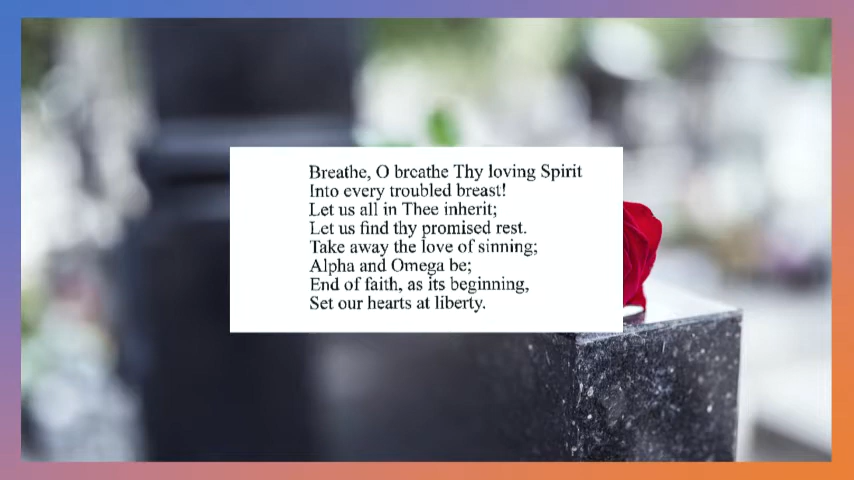 Breathe, O breathe Thy loving Spirit
Into every troubled breast!
Let us all in Thee inherit;
Let us find thy promised rest.
Take away the love of sinning;
Alpha and Omega be;
End of faith, as its beginning,
Set our hearts at liberty.